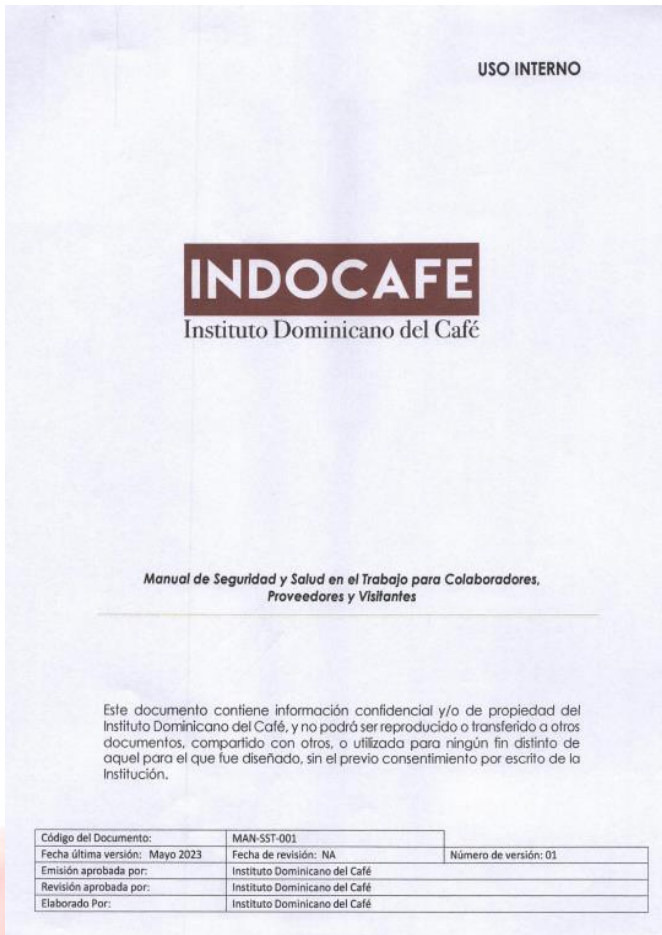 USO INTERNO
INDOCAFE
Instituto Dominicano del Café
Manual de Seguridad y Salud en el Trabajo para Colaboradores,
Proveedores y Visitantes
Este documento contiene información confidencial y/o de propiedad del
Instituto Dominicano del Café, y no podrá ser reproducido o transferido a otros
documentos, compartido con otros, o utilizada para ningún fin distinto de
aquel para el que fue diseñado, sin el previo consentimiento por escrito de la
Institución.
Código del Documento: MAN-SST-001
Fecha última versión: Mayo 2023 Fecha de revisión: NA Número de versión: 01
Emisión aprobada por: Instituto Dominicano del Café
Revisión aprobada por: Instituto Dominicano del Café
Elaborado Por: Instituto Dominicano del Café